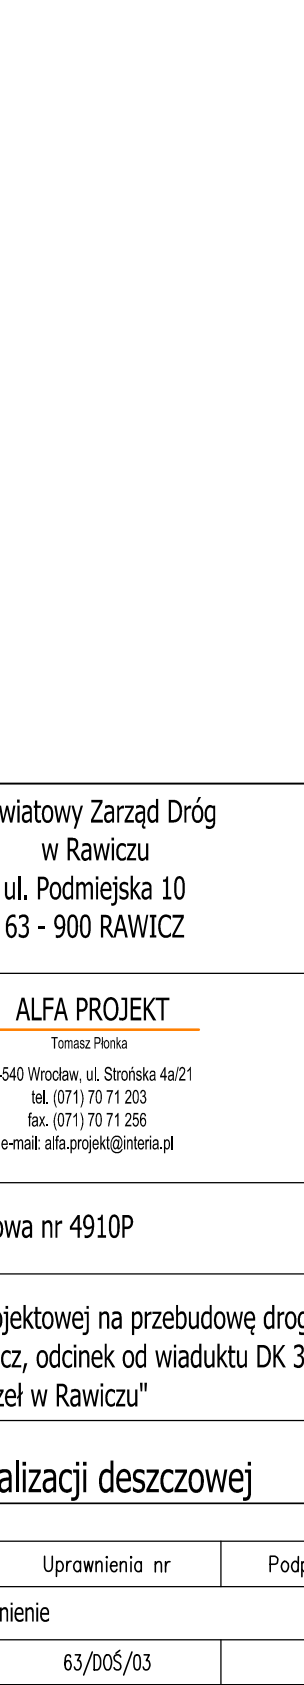 wiatowy Zarząd Dróg
w Rawiczu
ul. Podmiejska 10
63 - 900 RAWICZ
ALFA PROJEKT
Tomasz Płonka
-540 Wrocław, ul. Strońska 4a/21
tel. (071) 70 71 203
fax. (071) 70 71 256
e-mail: alfa.projekt@interia.pl
owa nr 4910P
ojektowej na przebudowę drog
cz, odcinek od wiaduktu DK 3
zeł w Rawiczu"
alizacji deszczowej
Uprawnienia nr Podp
nienie
63/DOŚ/03